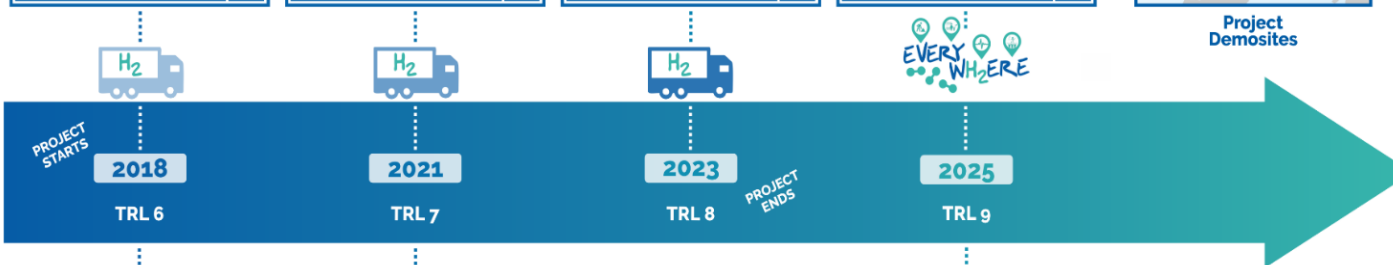 Project
Demosites
H2
H2
H2
EVERY
WH2ERE
PROJECT
STARTS
2018
2021
2023
2025
PROJECT
ENDS
TRL 6
TRL 7
TRL 8
TRL 9